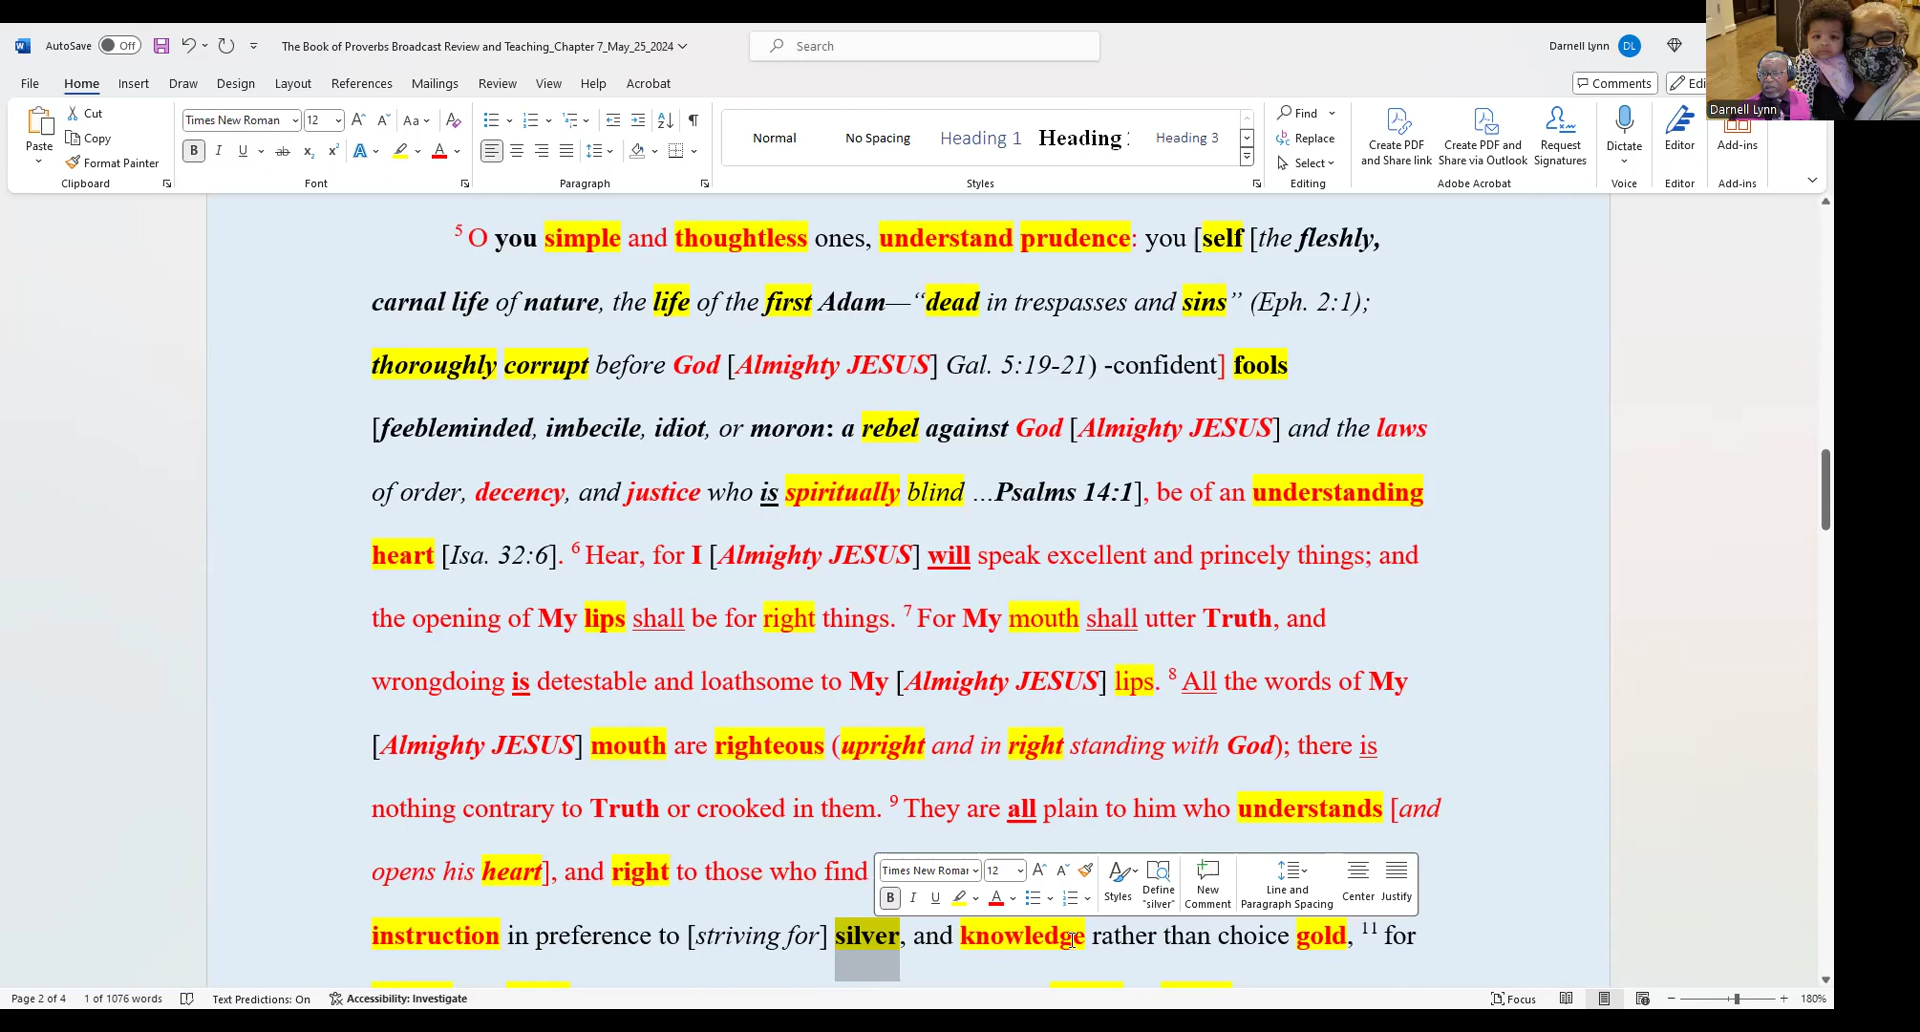 AutoSave Off The Book of Proverbs Broadcast Review and Teaching_Chapter 7_May_25_2024 Search Darnell Lynn DL
Darnell Lynn
File Home Insert Draw Design Layout References Mailings Review View Help Acrobat Comments
Paste Cut Copy Format Painter
Times New Roman 12
Normal No Spacing Heading 1 Heading Heading 3
Find Replace Select
Create PDF and Share link Create PDF and Share via Outlook Request Signatures Dictate Editor Add-ins
Clipboard Font Paragraph Styles Editing Adobe Acrobat Voice Editor Add-ins
5 O you simple and thoughtless ones, understand prudence: you [self [the fleshly,
carnal life of nature, the life of the first Adam—“dead in trespasses and sins” (Eph. 2:1);
thoroughly corrupt before God [Almighty JESUS] Gal. 5:19-21) -confident] fools
[feebleminded, imbecile, idiot, or moron: a rebel against God [Almighty JESUS] and the laws
of order, decency, and justice who is spiritually blind ...Psalms 14:1], be of an understanding
heart [Isa. 32:6]. 6 Hear, for I [Almighty JESUS] will speak excellent and princely things; and
the opening of My lips shall be for right things. 7 For My mouth shall utter Truth, and
wrongdoing is detestable and loathsome to My [Almighty JESUS] lips. 8 All the words of My
[Almighty JESUS] mouth are righteous (upright and in right standing with God); there is
nothing contrary to Truth or crooked in them. 9 They are all plain to him who understands [and
opens his heart], and right to those who find
Times New Roma 12 Styles Define "silver" New Comment Line and Paragraph Spacing Center Justify
instruction in preference to [striving for] silver, and knowledge rather than choice gold, 11 for
Page 2 of 4 1 of 1076 words Text Predictions: On Accessibility: Investigate Focus 180%